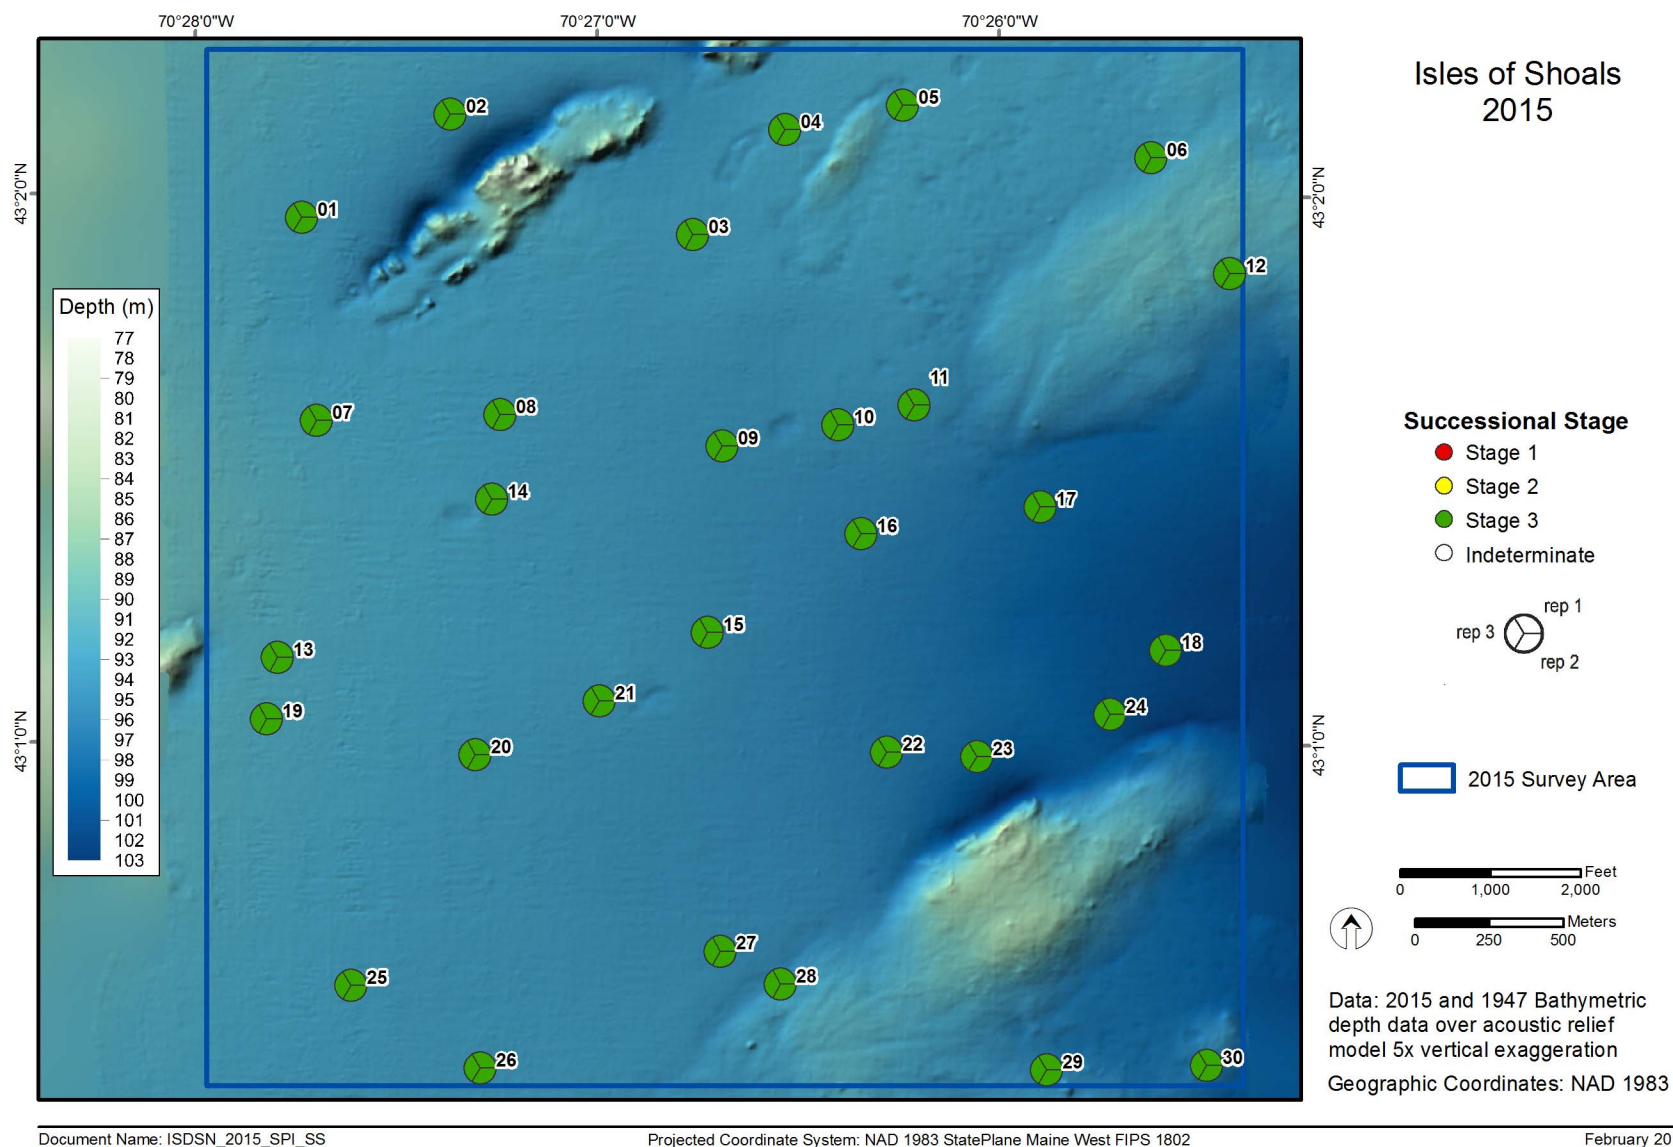 70°28'0"W
70°27'0"W
70°26'0"W
Isles of Shoals
2015
02
05
04
06
43°2'0"N
43°2'0"N
01
03
12
Depth (m)
77
78
79
80
81
82
83
84
85
86
87
88
89
90
91
92
93
94
95
96
97
98
99
100
101
102
103
11
07
08
10
09
14
17
16
15
13
18
21
19
24
20
22
23
43°1'0"N
43°1'0"N
27
25
28
26
29
30
Successional Stage
Stage 1
Stage 2
Stage 3
Indeterminate
rep 1
rep 3
rep 2
2015 Survey Area
Feet
0 1,000 2,000
Meters
0 250 500
Data: 2015 and 1947 Bathymetric
depth data over acoustic relief
model 5x vertical exaggeration
Geographic Coordinates: NAD 1983
Document Name: ISDSN_2015_SPI_SS
Projected Coordinate System: NAD 1983 StatePlane Maine West FIPS 1802
February 20